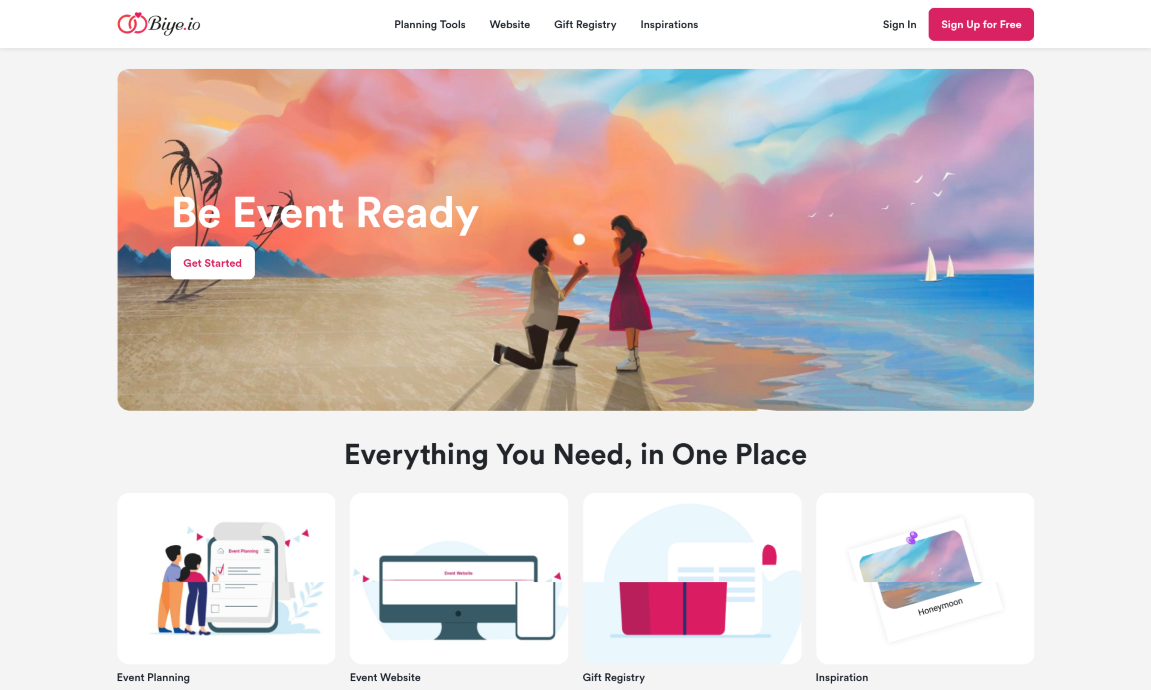 Biye.io
Planning Tools
Website
Gift Registry
Inspirations
Sign In
Sign Up for Free
Be Event Ready
Get Started
Everything You Need, in One Place
Event Planning
Event Website
Honeymoon
Event Planning
Event Website
Gift Registry
Inspiration